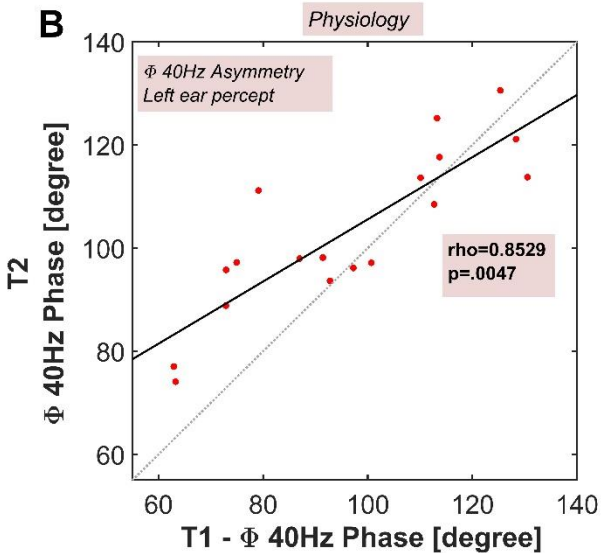 B
Physiology
140
Φ 40Hz Asymmetry
Left ear percept
120
100
80
60
T2
Φ 40Hz Phase [degree]
rho=0.8529
p=.0047
60 80 100 120 140
T1 - Φ 40Hz Phase [degree]